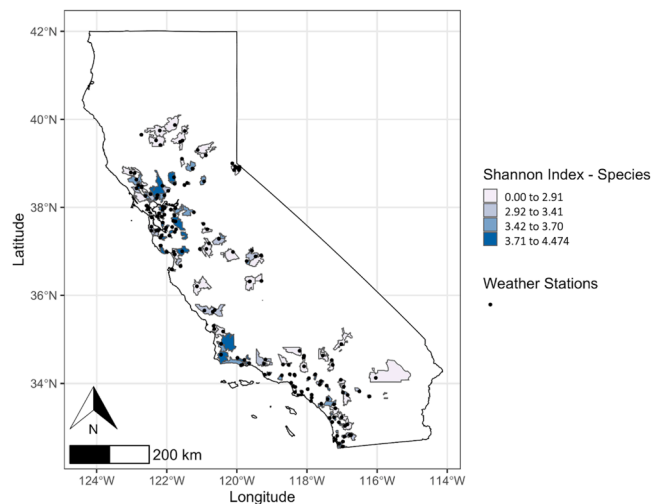 42°N
40°N
38°N
36°N
34°N
Latitude
N
200 km
124°W 122°W 120°W 118°W 116°W 114°W
Longitude
Shannon Index - Species
0.00 to 2.91
2.92 to 3.41
3.42 to 3.70
3.71 to 4.474
Weather Stations